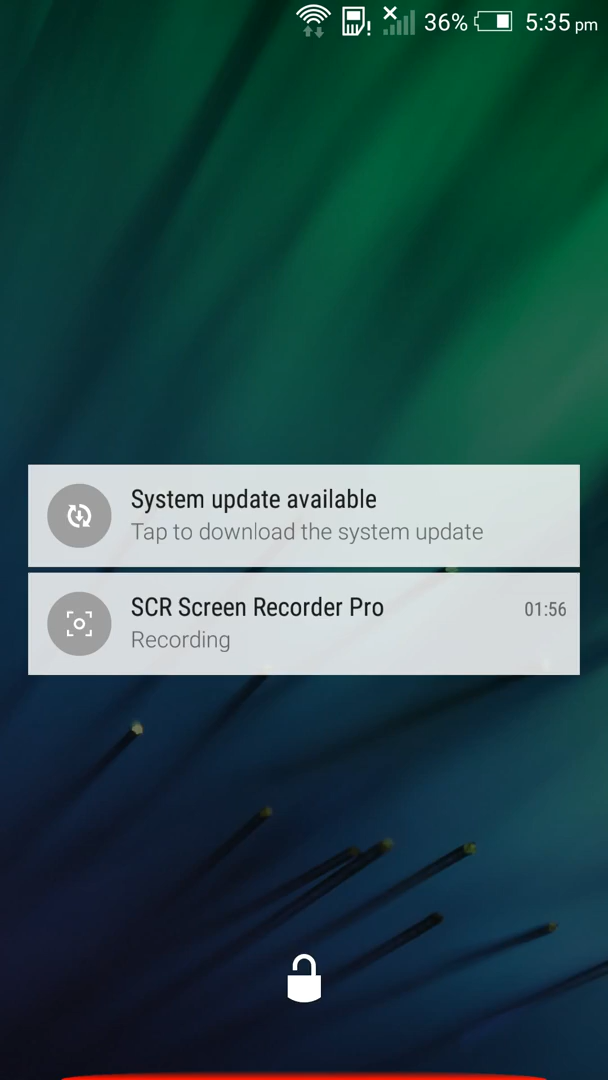 36% 5:35 pm
System update available
Tap to download the system update
SCR Screen Recorder Pro 01:56
Recording